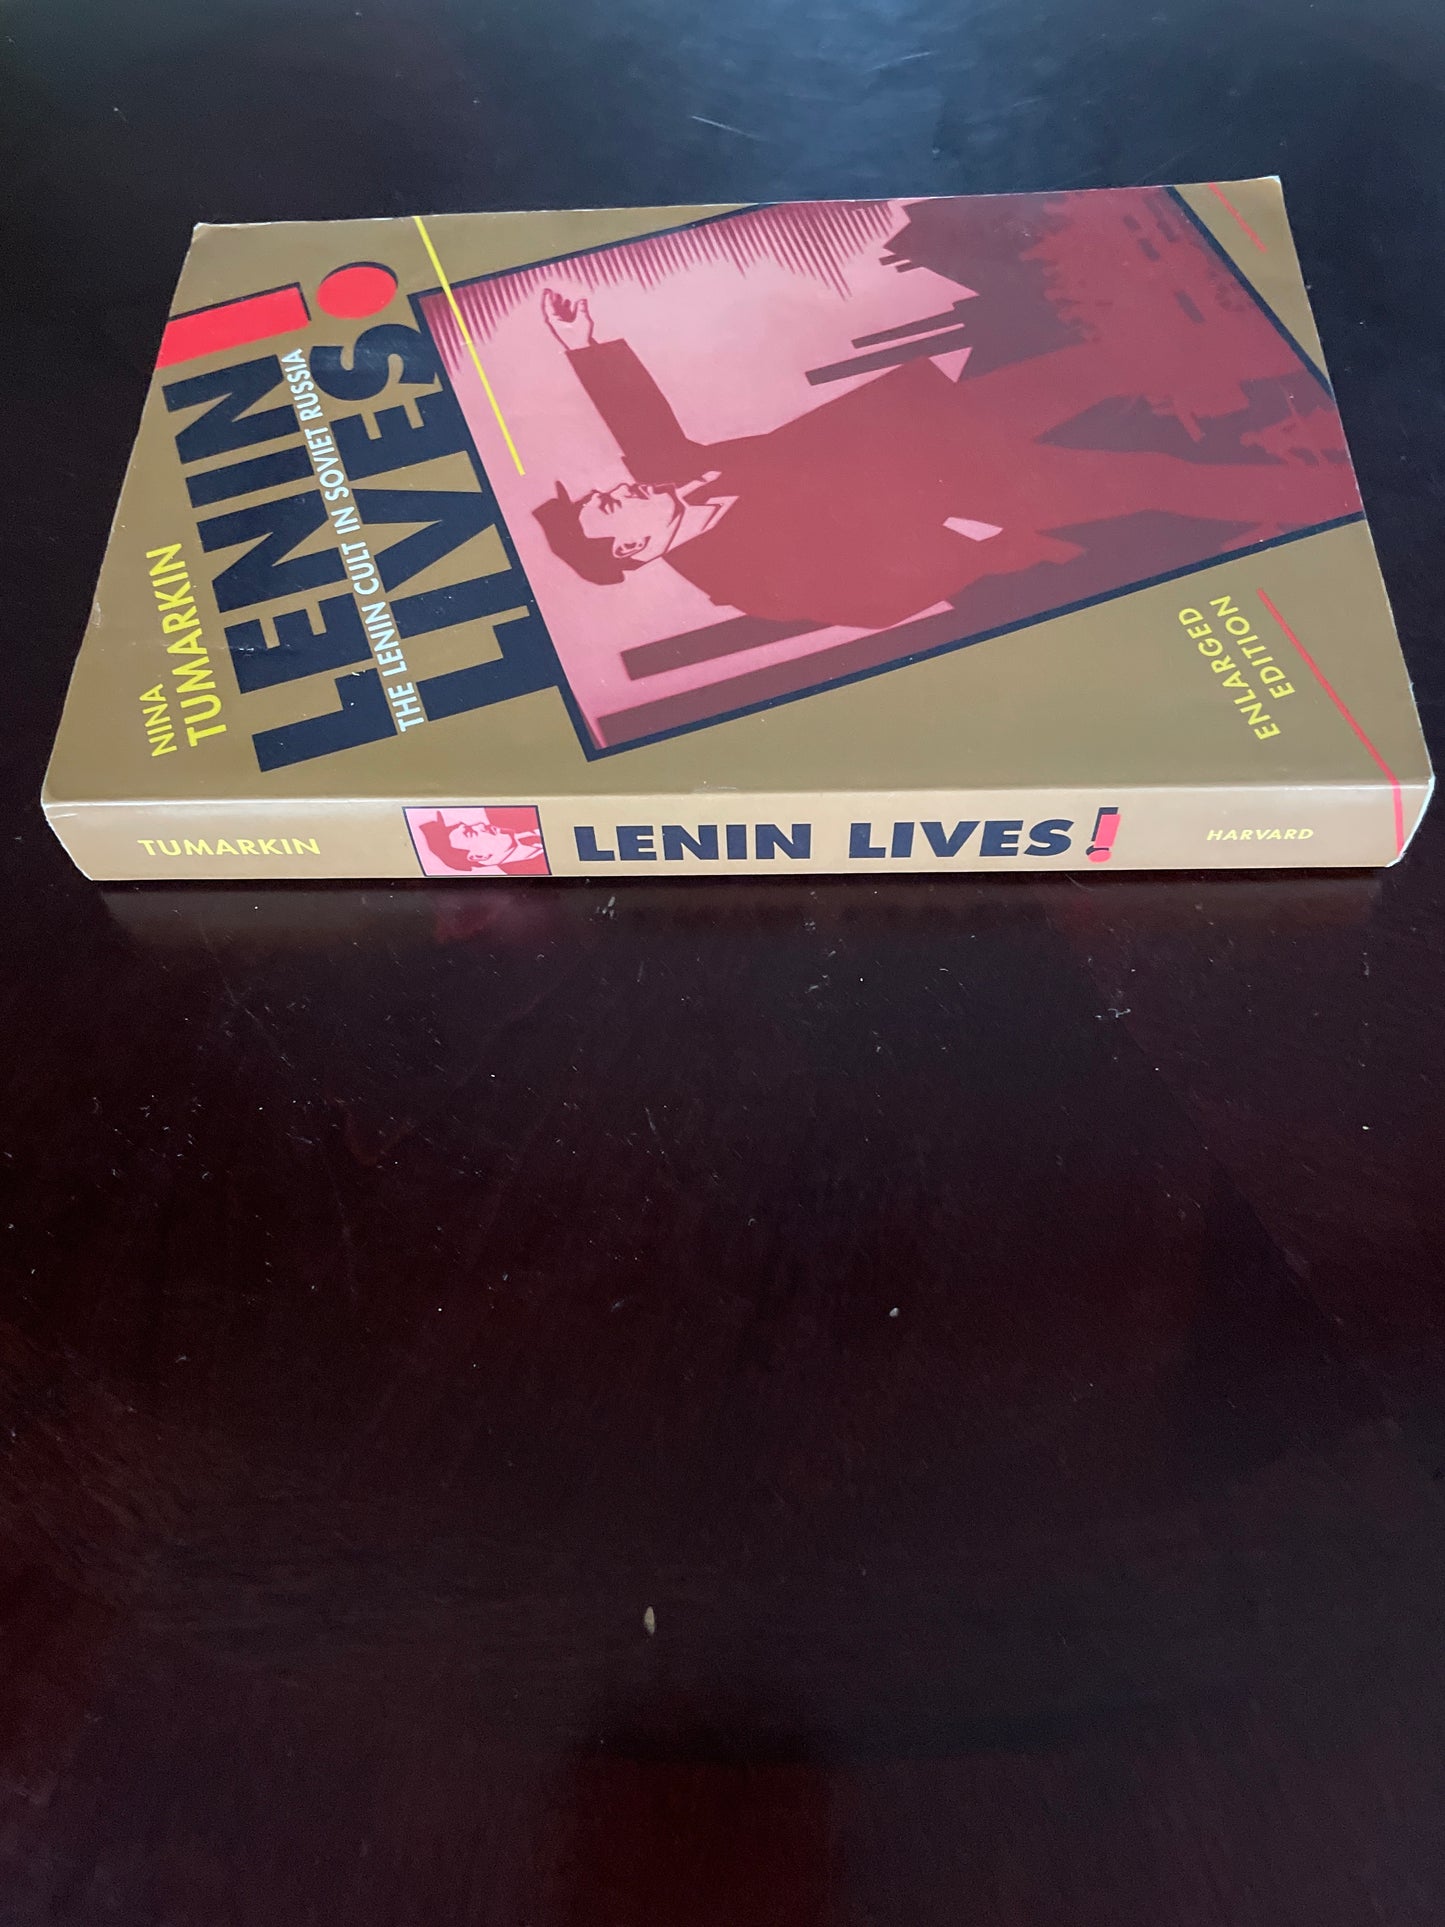 NINA
TUMARKIN
LENIN
THE LENIN CULT IN SOVIET RUSSIA
LIVES!
ENLARGED
EDITION
TUMARKIN
LENIN LIVES!
HARVARD